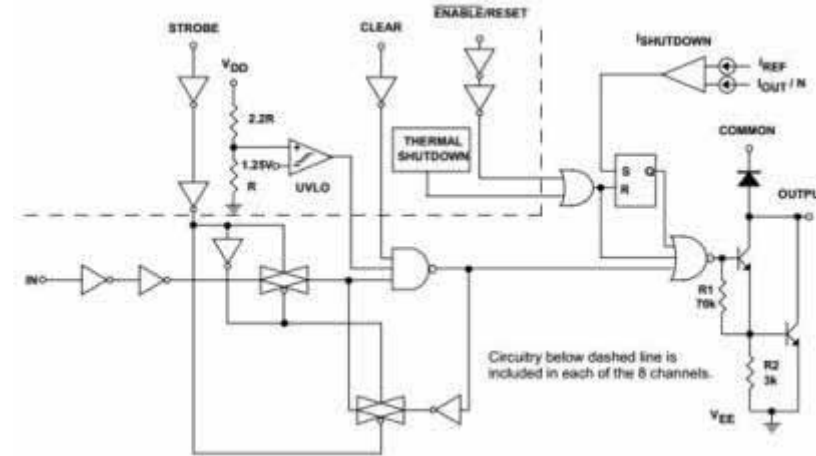 STROBE
CLEAR
ENABLE/RESET
ISHUTDOWN
IREF
IOUT / N
VDD
2.2R
1.25V
R
UVLO
THERMAL
SHUTDOWN
COMMON
S Q
R
OUTPU
IN
R1
70k
Circuitry below dashed line is
included in each of the 8 channels.
R2
3k
VEE